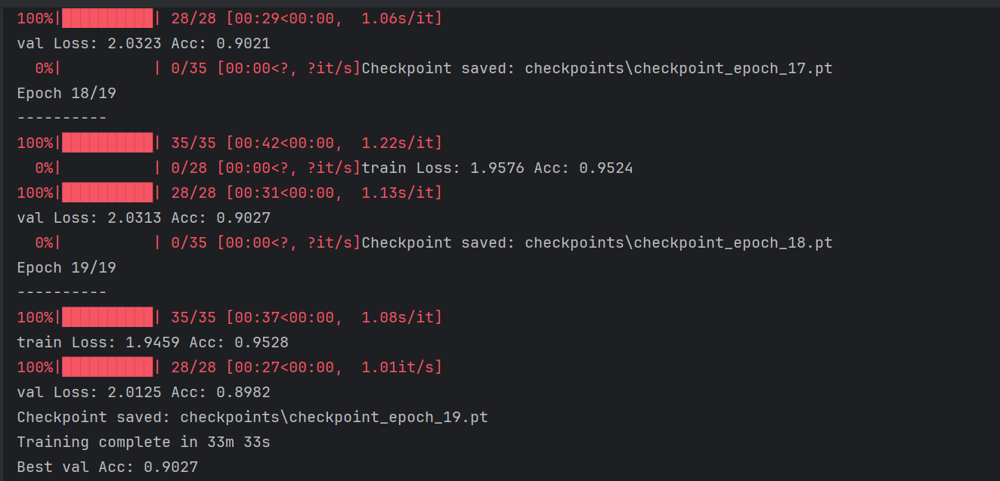 100%|██████████| 28/28 [00:29<00:00,  1.06s/it]
val Loss: 2.0323 Acc: 0.9021
  0%|          | 0/35 [00:00<?, ?it/s]Checkpoint saved: checkpoints\checkpoint_epoch_17.pt
Epoch 18/19
----------
100%|██████████| 35/35 [00:42<00:00,  1.22s/it]
  0%|          | 0/28 [00:00<?, ?it/s]train Loss: 1.9576 Acc: 0.9524
100%|██████████| 28/28 [00:31<00:00,  1.13s/it]
val Loss: 2.0313 Acc: 0.9027
  0%|          | 0/35 [00:00<?, ?it/s]Checkpoint saved: checkpoints\checkpoint_epoch_18.pt
Epoch 19/19
----------
100%|██████████| 35/35 [00:37<00:00,  1.08s/it]
train Loss: 1.9459 Acc: 0.9528
100%|██████████| 28/28 [00:27<00:00,  1.01it/s]
val Loss: 2.0125 Acc: 0.8982
Checkpoint saved: checkpoints\checkpoint_epoch_19.pt
Training complete in 33m 33s
Best val Acc: 0.9027